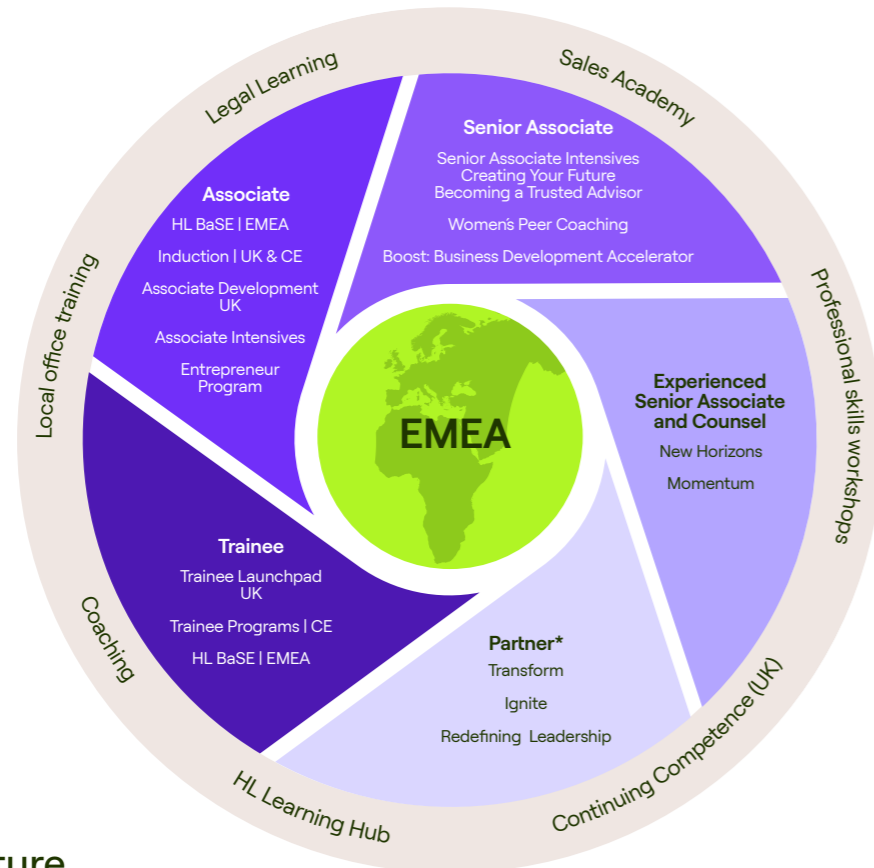 Legal Learning
Sales Academy
Professional skills workshops
Continuing Competence (UK)
HL Learning Hub
Coaching
Local office training
Senior Associate
Senior Associate Intensives
Creating Your Future
Becoming a Trusted Advisor
Women's Peer Coaching
Boost: Business Development Accelerator
Associate
HL BaSE | EMEA
Induction | UK & CE
Associate Development
UK
Associate Intensives
Entrepreneur
Program
Experienced
Senior Associate
and Counsel
New Horizons
Momentum
EMEA
Trainee
Trainee Launchpad
UK
Trainee Programs | CE
HL BaSE | EMEA
Partner*
Transform
Ignite
Redefining Leadership